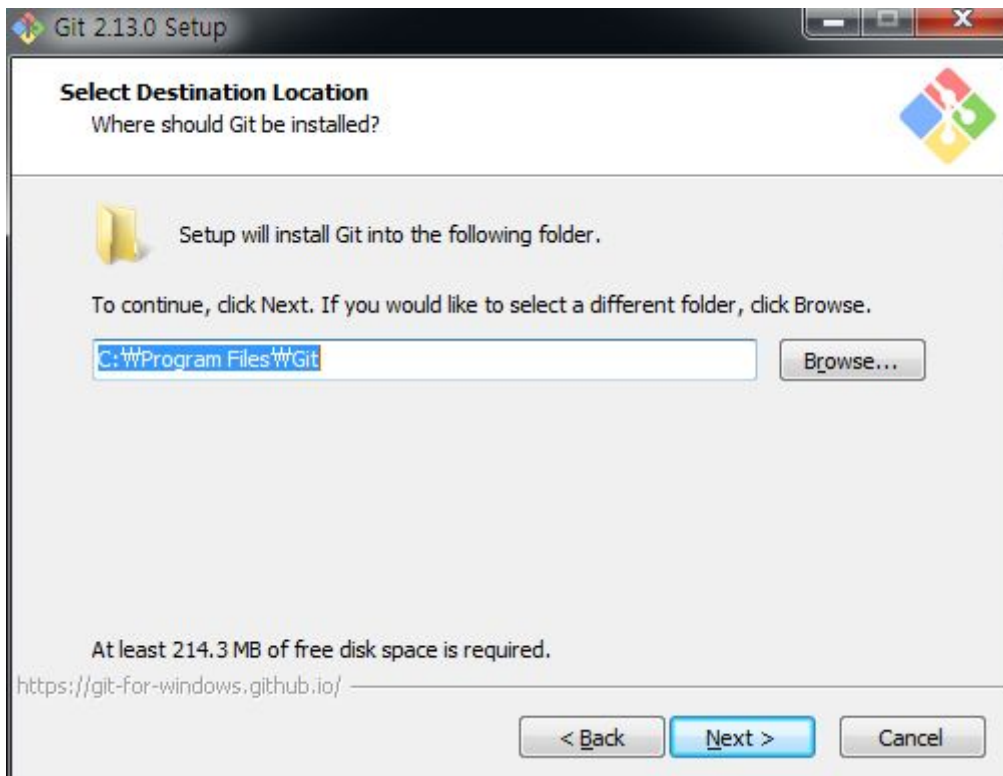 Git 2.13.0 Setup
Select Destination Location
Where should Git be installed?
Setup will install Git into the following folder.
To continue, click Next. If you would like to select a different folder, click Browse.
C:₩Program Files₩Git
Browse...
At least 214.3 MB of free disk space is required.
https://git-for-windows.github.io/
< Back
Next >
Cancel